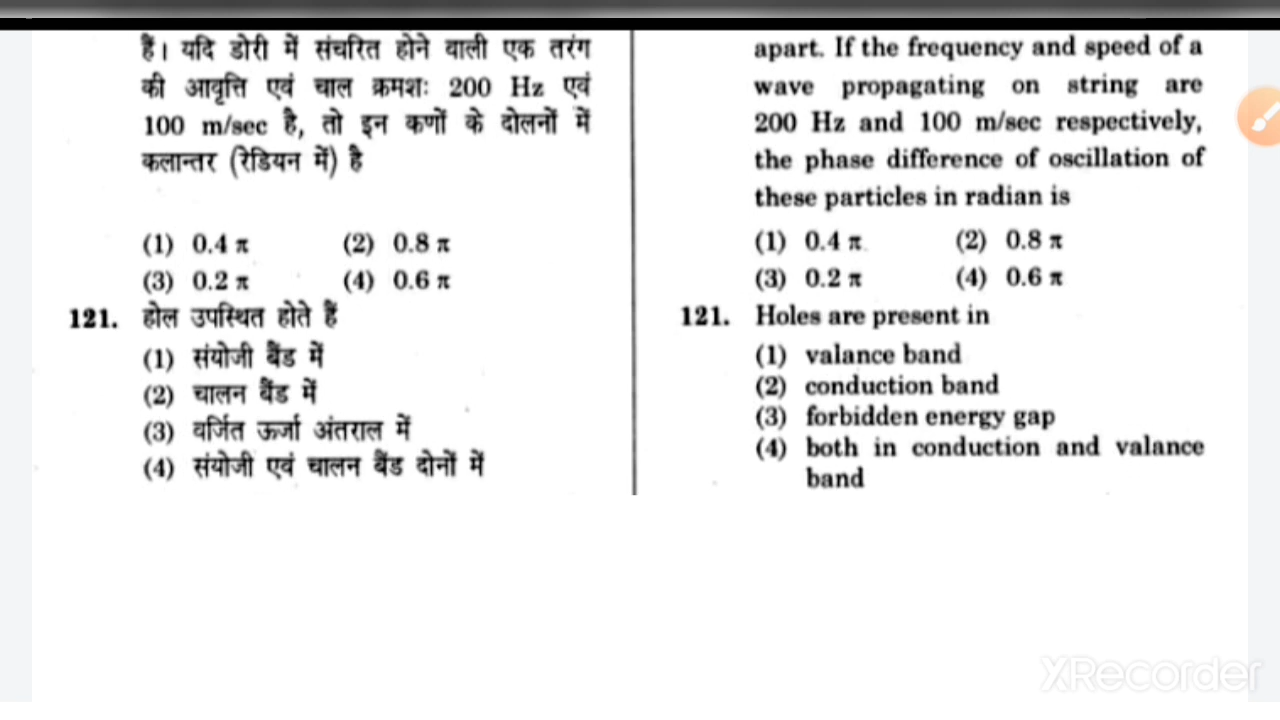 हैं। यदि डोरी में संचरित होने वाली एक तरंग
की आवृत्ति एवं चाल क्रमशः 200 Hz एवं
100 m/sec है, तो इन कणों के दोलनों में
कलान्तर (रेडियन में) है
(1) 0.4 π (2) 0.8 π
(3) 0.2 π (4) 0.6 π
121. होल उपस्थित होते हैं
(1) संयोजी बैंड में
(2) चालन बैंड में
(3) वर्जित ऊर्जा अंतराल में
(4) संयोजी एवं चालन बैंड दोनों में
apart. If the frequency and speed of a
wave propagating on string are
200 Hz and 100 m/sec respectively,
the phase difference of oscillation of
these particles in radian is
(1) 0.4 π (2) 0.8 π
(3) 0.2 π (4) 0.6 π
121. Holes are present in
(1) valance band
(2) conduction band
(3) forbidden energy gap
(4) both in conduction and valance
band
XRecorder